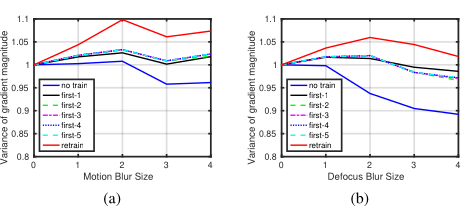 1.1
1.05
1
0.95
0.9
0.85
0.8
Variance of gradient magnitude
no train
first-1
first-2
first-3
first-4
first-5
retrain
0 1 2 3 4
Motion Blur Size
(a)
1.1
1.05
1
0.95
0.9
0.85
0.8
Variance of gradient magnitude
no train
first-1
first-2
first-3
first-4
first-5
retrain
0 1 2 3 4
Defocus Blur Size
(b)